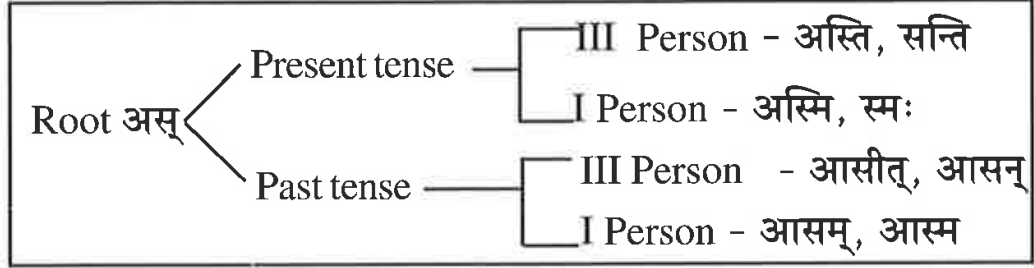 III Person - अस्ति, सन्ति
Present tense
I Person - अस्मि, स्मः
Root अस्
III Person - आसीत्, आसन्
Past tense
I Person - आसम्, आस्म